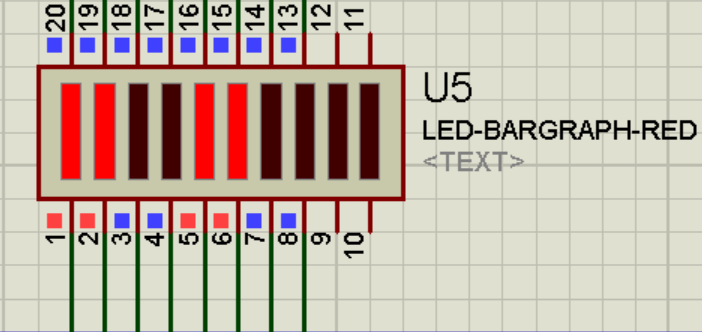 20 19 18 17 16 15 14 13 12 11
U5
LED-BARGRAPH-RED
<TEXT>
1 2 3 4 5 6 7 8 9 10